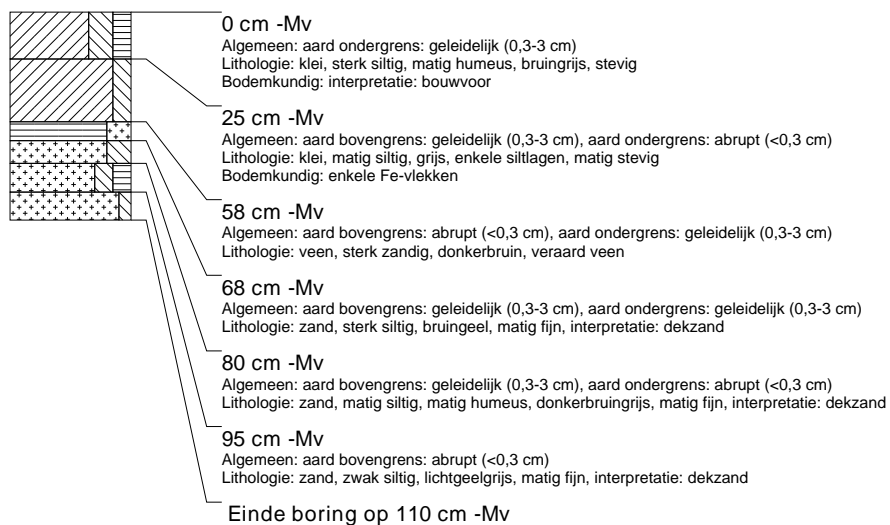 0 cm -Mv
Algemeen: aard ondergrens: geleidelijk (0,3-3 cm)
Lithologie: klei, sterk siltig, matig humeus, bruingrijs, stevig
Bodemkundig: interpretatie: bouwvoor
25 cm -Mv
Algemeen: aard bovengrens: geleidelijk (0,3-3 cm), aard ondergrens: abrupt (<0,3 cm)
Lithologie: klei, matig siltig, grijs, enkele siltlagen, matig stevig
Bodemkundig: enkele Fe-vlekken
58 cm -Mv
Algemeen: aard bovengrens: abrupt (<0,3 cm), aard ondergrens: geleidelijk (0,3-3 cm)
Lithologie: veen, sterk zandig, donkerbruin, veraard veen
68 cm -Mv
Algemeen: aard bovengrens: geleidelijk (0,3-3 cm), aard ondergrens: geleidelijk (0,3-3 cm)
Lithologie: zand, sterk siltig, bruingeel, matig fijn, interpretatie: dekzand
80 cm -Mv
Algemeen: aard bovengrens: geleidelijk (0,3-3 cm), aard ondergrens: abrupt (<0,3 cm)
Lithologie: zand, matig siltig, matig humeus, donkerbruingrijs, matig fijn, interpretatie: dekzand
95 cm -Mv
Algemeen: aard bovengrens: abrupt (<0,3 cm)
Lithologie: zand, zwak siltig, lichtgeelgrijs, matig fijn, interpretatie: dekzand
Einde boring op 110 cm -Mv